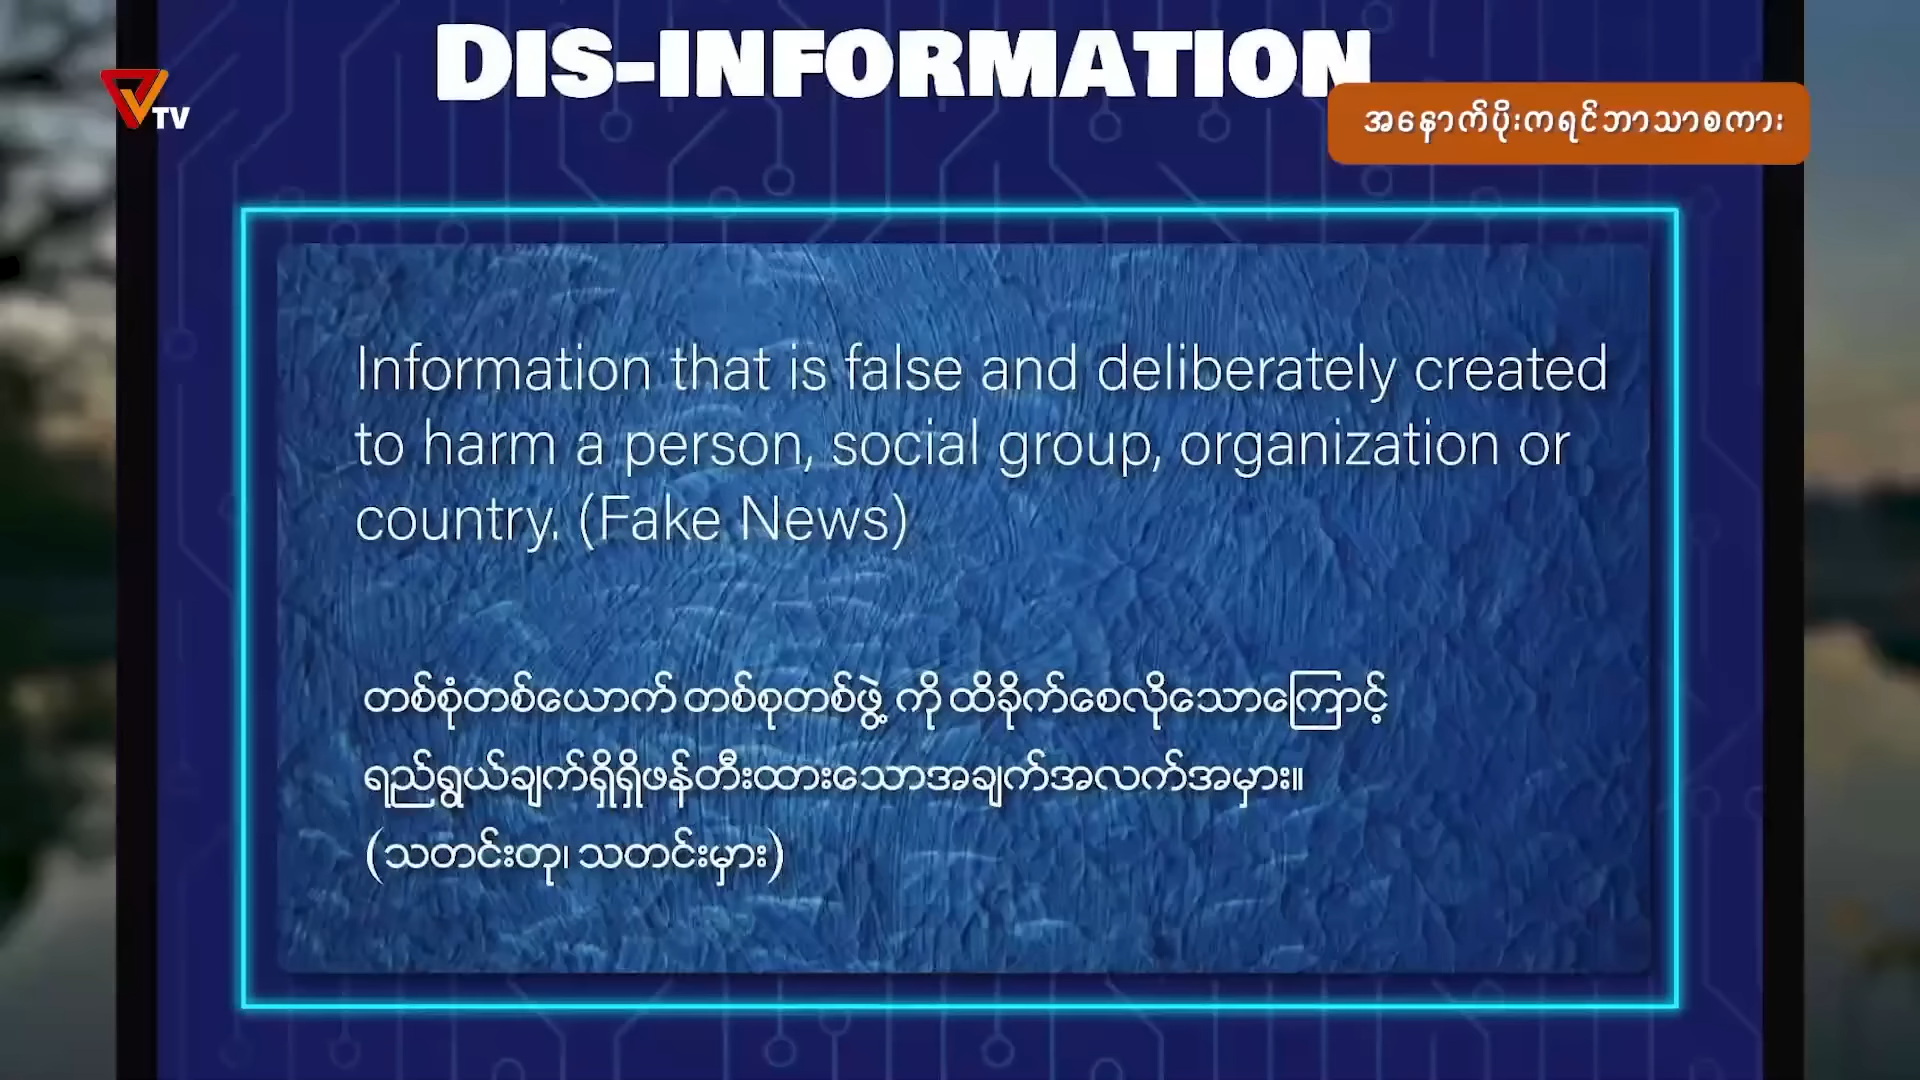 DIS-INFORMATION
TV
အနောက်ပိုးကရင်ဘာသာစကား
Information that is false and deliberately created
to harm a person, social group, organization or
country. (Fake News)
တစ်စုံတစ်ယောက် တစ်စုတစ်ဖွဲ့ ကို ထိခိုက်စေလိုသောကြောင့်
ရည်ရွယ်ချက်ရှိရှိဖန်တီးထားသောအချက်အလက်အမှား။
(သတင်းတု၊ သတင်းမှား)